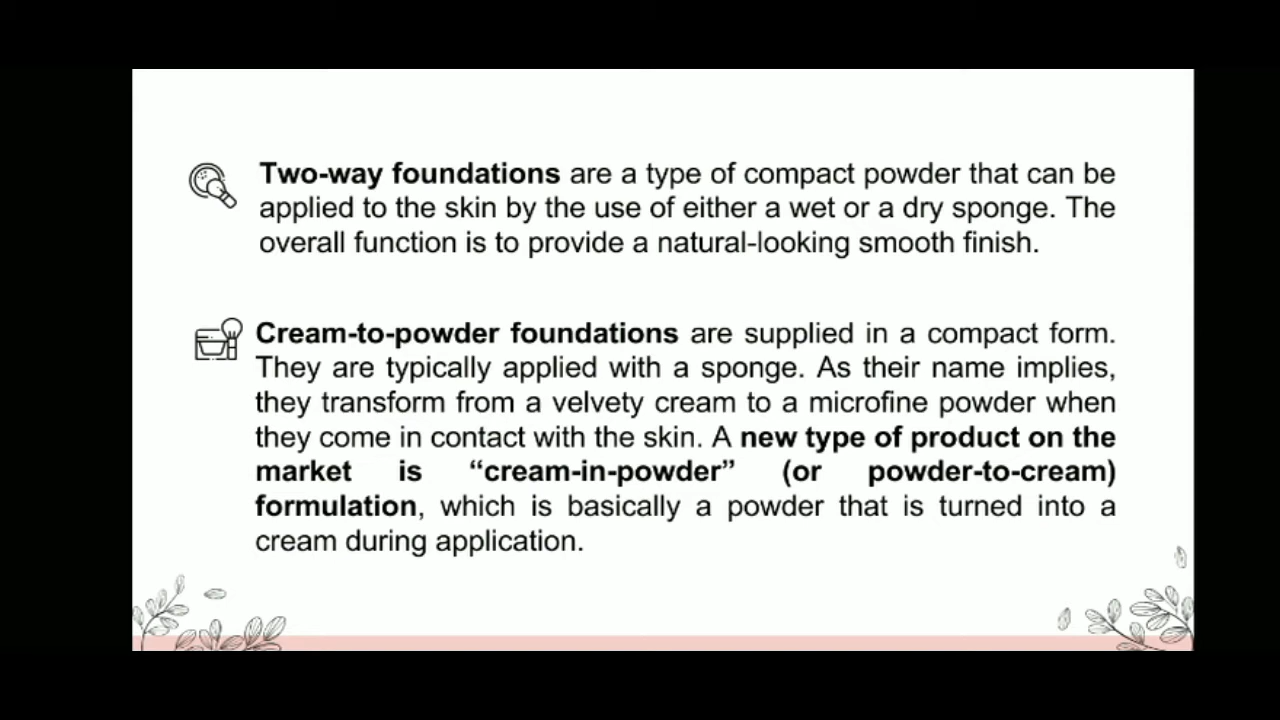 Two-way foundations are a type of compact powder that can be
applied to the skin by the use of either a wet or a dry sponge. The
overall function is to provide a natural-looking smooth finish.
Cream-to-powder foundations are supplied in a compact form.
They are typically applied with a sponge. As their name implies,
they transform from a velvety cream to a microfine powder when
they come in contact with the skin. A new type of product on the
market is “cream-in-powder” (or powder-to-cream)
formulation, which is basically a powder that is turned into a
cream during application.